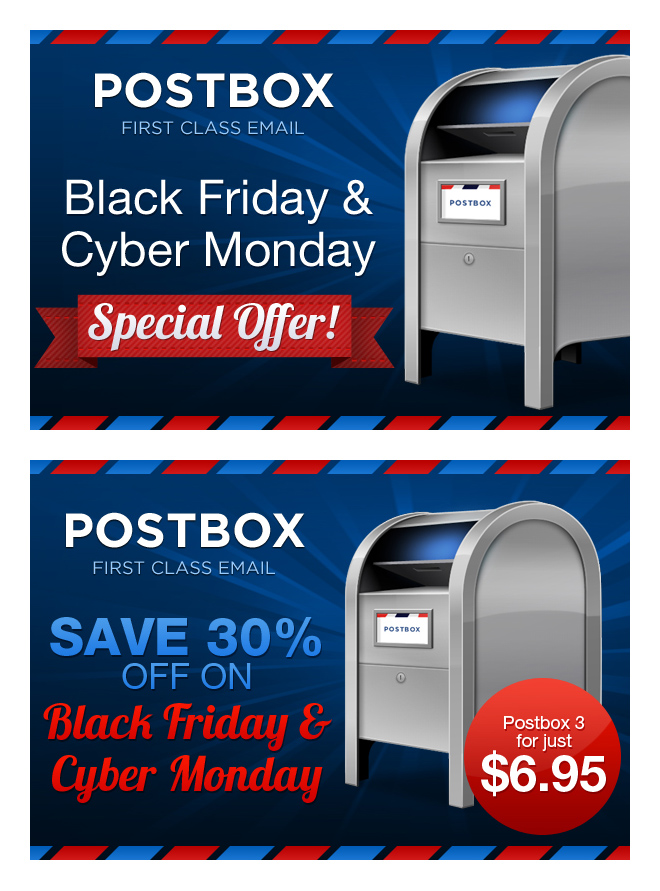 POSTBOX
FIRST CLASS EMAIL
Black Friday &
Cyber Monday
Special Offer!
POSTBOX
POSTBOX
FIRST CLASS EMAIL
SAVE 30%
OFF ON
Black Friday &
Cyber Monday
POSTBOX
Postbox 3
for just
$6.95